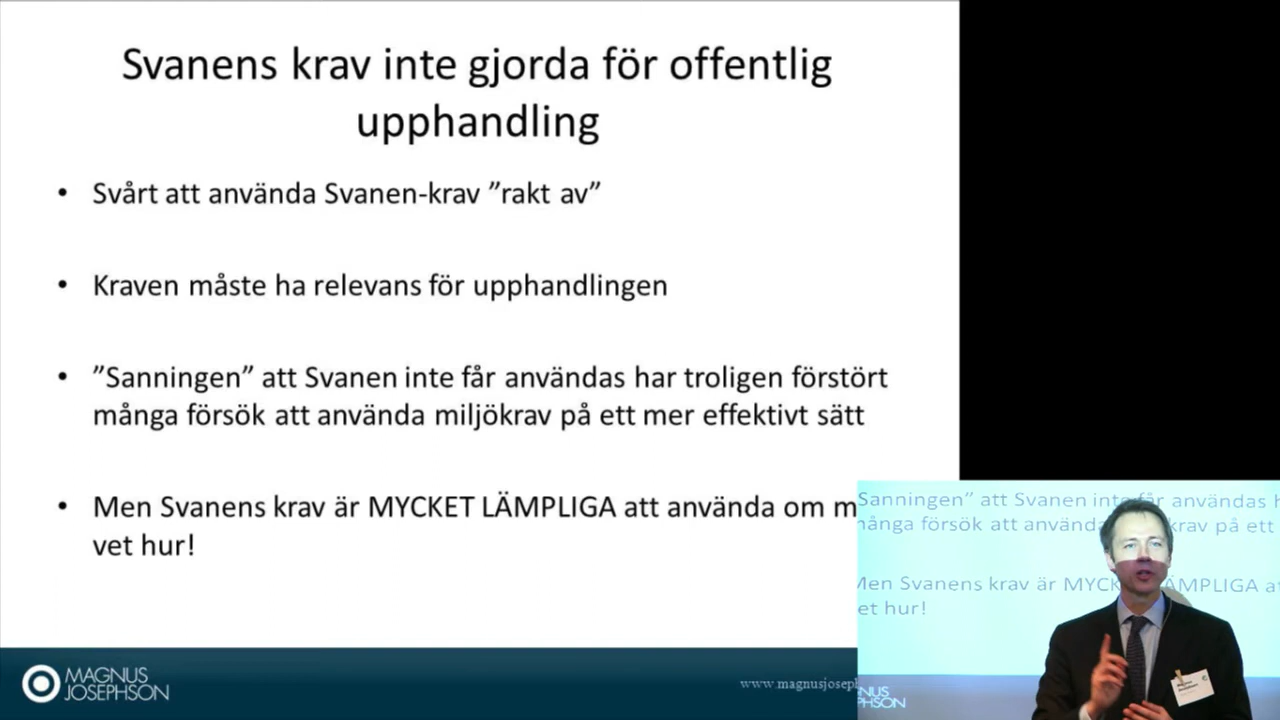 Svanens krav inte gjorda för offentlig
upphandling
• Svårt att använda Svanen-krav ”rakt av”
• Kraven måste ha relevans för upphandlingen
• ”Sanningen” att Svanen inte får användas har troligen förstört
många försök att använda miljökrav på ett mer effektivt sätt
• Men Svanens krav är MYCKET LÄMPLIGA att använda om m
vet hur!
MAGNUS
JOSEPHSON
www.magnusjoseph
Sanningen” att Svanen inte får användas h
många försök att använda krav på ett
Men Svanens krav är MYCK ÄMPLIGA at
et hur!
NUS
PHSON